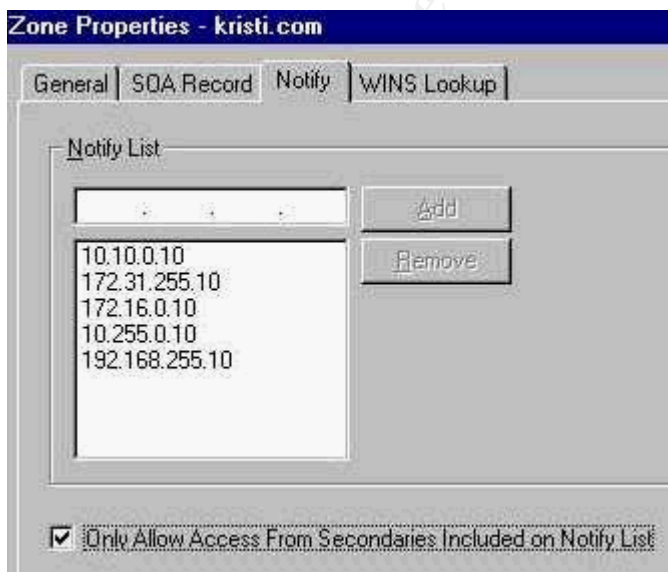 Zone Properties - kristi.com
General SOA Record Notify WINS Lookup
Notify List
. . .
Add
10.10.0.10
Remove
172.31.255.10
172.16.0.10
10.255.0.10
192.168.255.10
Only Allow Access From Secondaries Included on Notify List